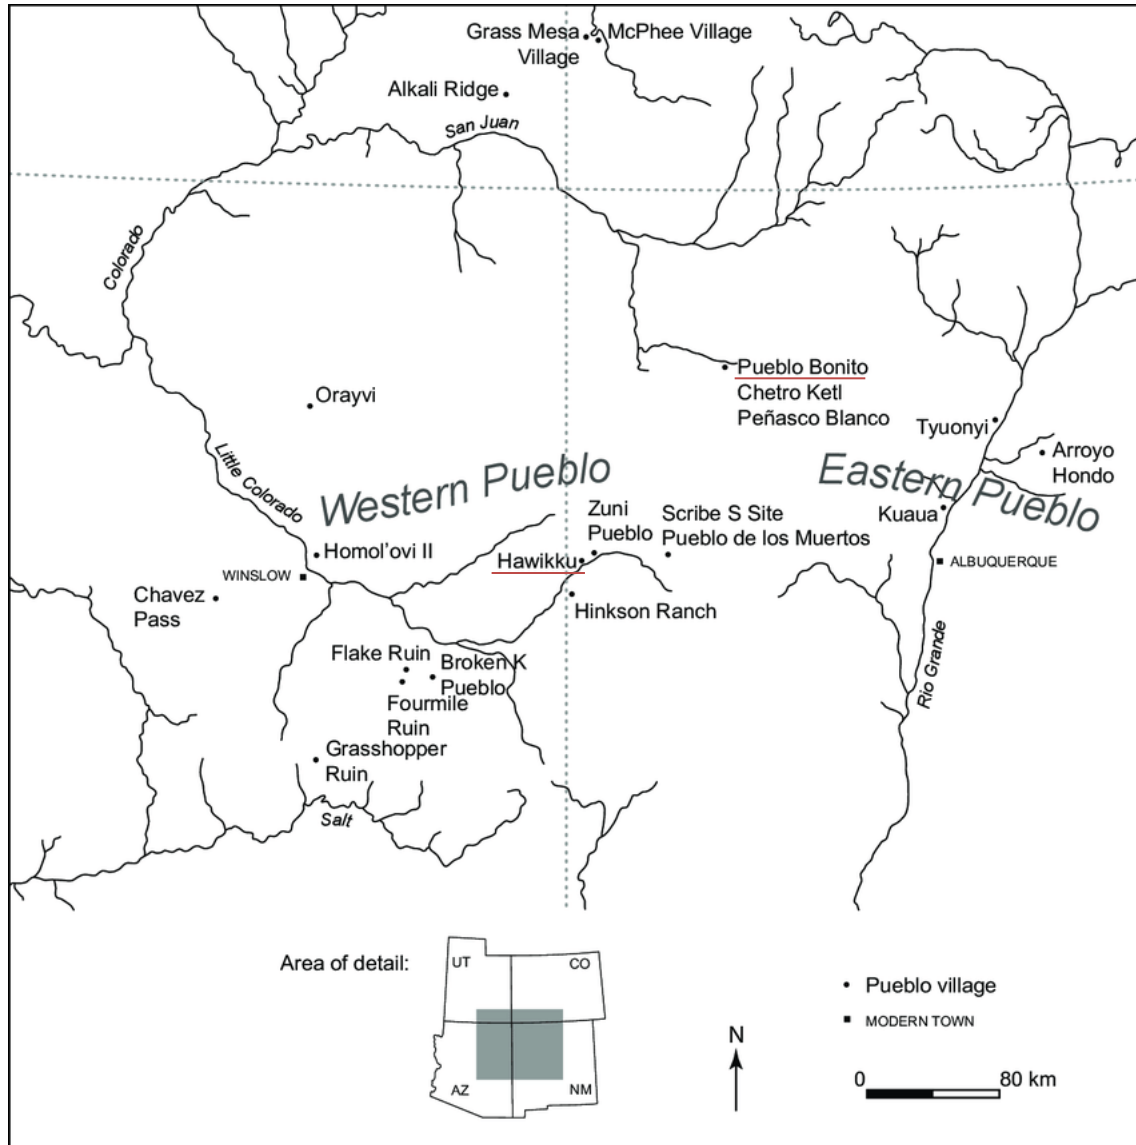 Grass Mesa
Village
McPhee Village
Alkali Ridge
San Juan
Colorado
Pueblo Bonito
Chetro Ketl
Peñasco Blanco
Orayvi
Tyuonyi
Arroyo
Hondo
Little Colorado
Western Pueblo
Eastern Pueblo
Zuni
Pueblo
Scribe S Site
Pueblo de los Muertos
Kuaua
Homol'ovi II
Hawikku
ALBUQUERQUE
WINSLOW
Chavez
Pass
Hinkson Ranch
Flake Ruin
Broken K
Pueblo
Fourmile
Ruin
Rio Grande
Grasshopper
Ruin
Salt
Area of detail:
UT
CO
AZ
NM
N
Pueblo village
MODERN TOWN
0 80 km